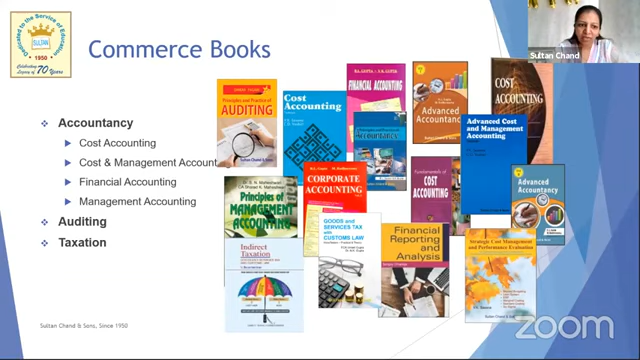 Dedicated to the Service of Education
SULTAN
1950
Celebrating
Legacy of 70 Years
Commerce Books
Sultan Chand
Accountancy
Cost Accounting
Cost & Management Account
Financial Accounting
Management Accounting
Auditing
Taxation
Principles and Practice of
AUDITING
Sultan Chand & Sons
Cost
Accounting
FINANCIAL ACCOUNTING
Advanced
Accountancy
COST
ACCOUNTING
Advanced Cost
and Management
Accounting
Principles of
MANAGEMENT
ACCOUNTING
CORPORATE
ACCOUNTING
Fundamentals of
COST
ACCOUNTING
Advanced
Accountancy
Indirect
Taxation
GOODS AND
SERVICES TAX
with
CUSTOMS LAW
Financial
Reporting and
Analysis
Strategic Cost Management
and Performance Evaluation
Sultan Chand & Sons, Since 1950
zoom